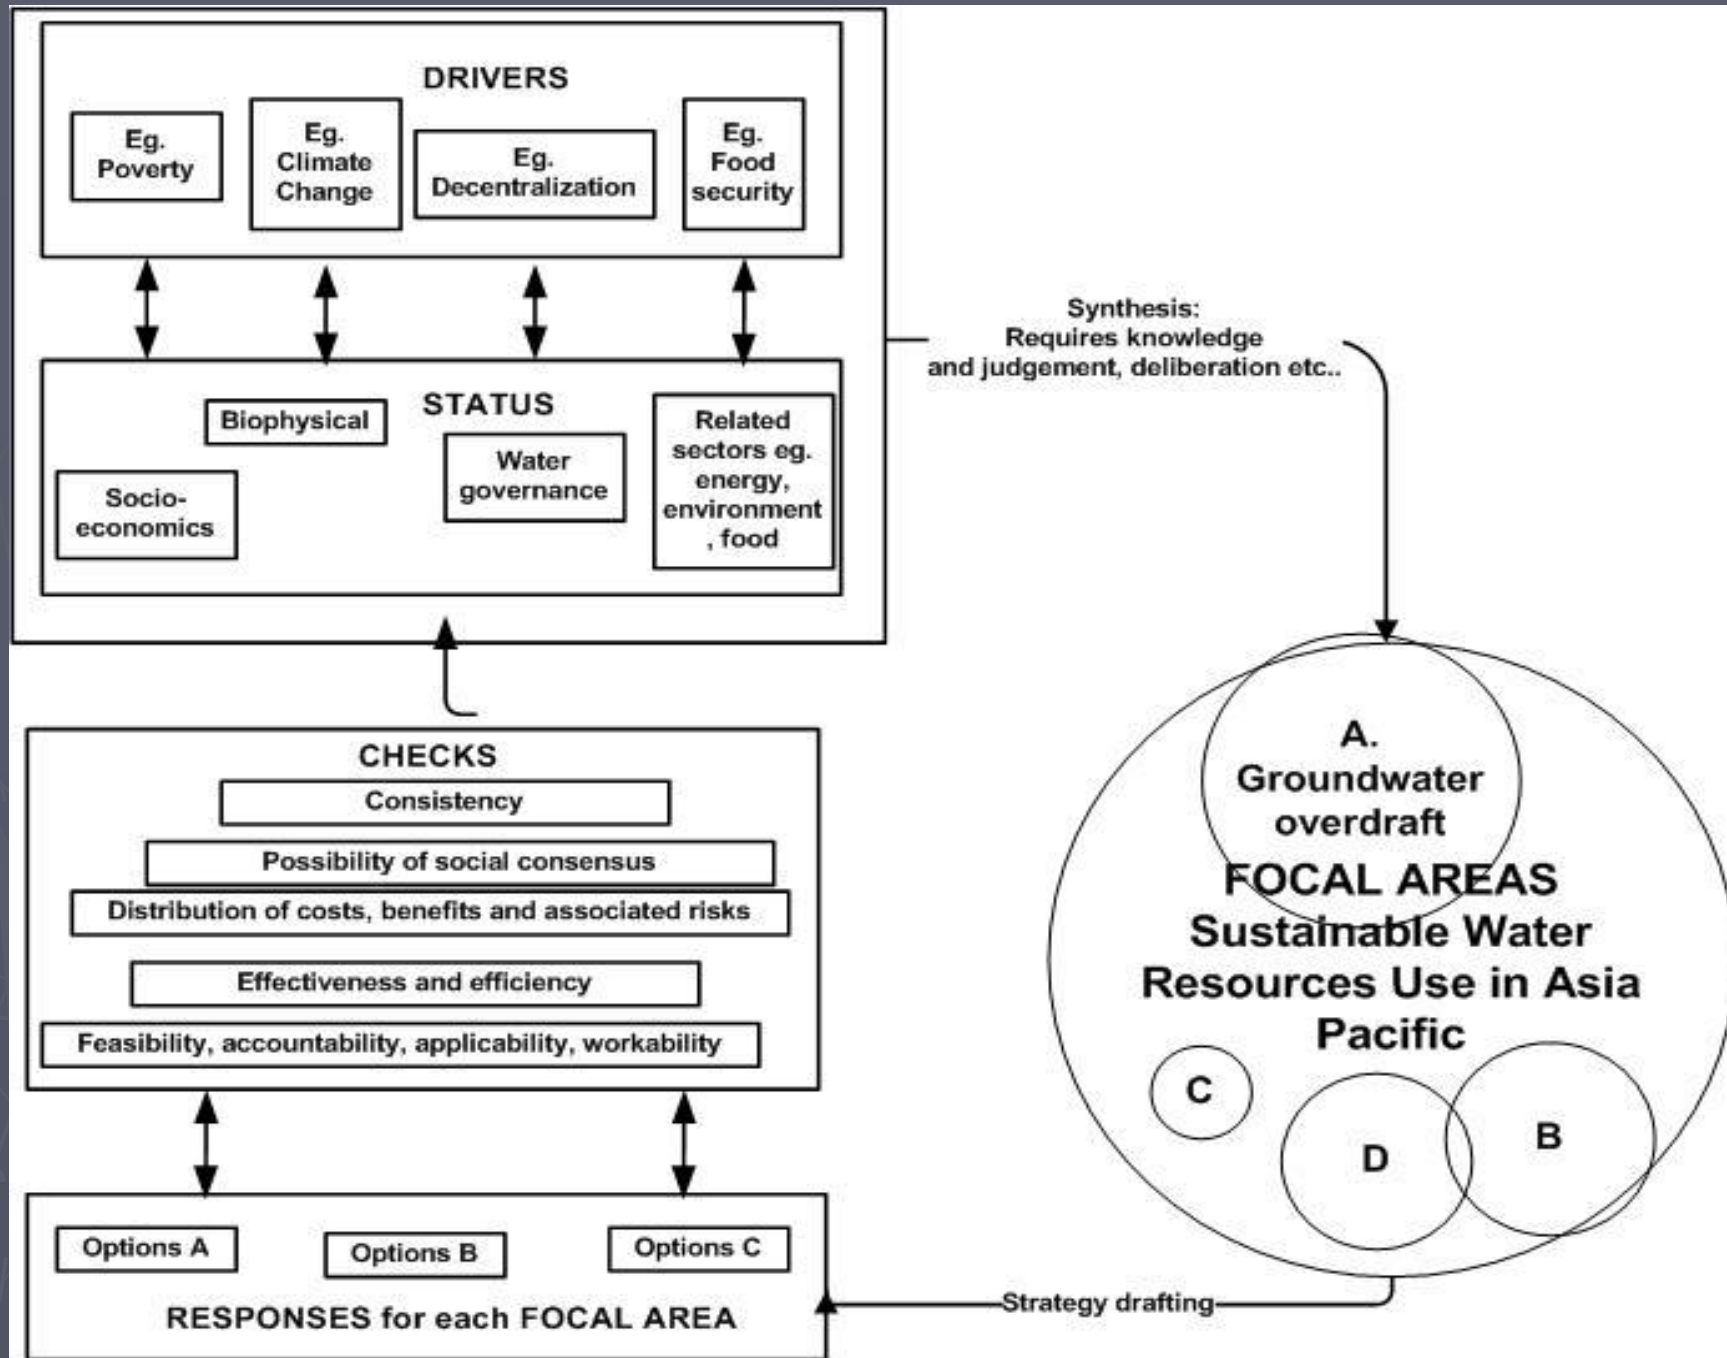 DRIVERS
Eg.
Poverty
Eg.
Climate
Change
Eg.
Decentralization
Eg.
Food
security
Synthesis:
Requires knowledge
and judgement, deliberation etc..
STATUS
Biophysical
Socio-
economics
Water
governance
Related
sectors eg.
energy,
environment
, food
CHECKS
Consistency
Possibility of social consensus
Distribution of costs, benefits and associated risks
Effectiveness and efficiency
Feasibility, accountability, applicability, workability
A.
Groundwater
overdraft
FOCAL AREAS
Sustainable Water
Resources Use in Asia
Pacific
C
D
B
Options A
Options B
Options C
RESPONSES for each FOCAL AREA
Strategy drafting